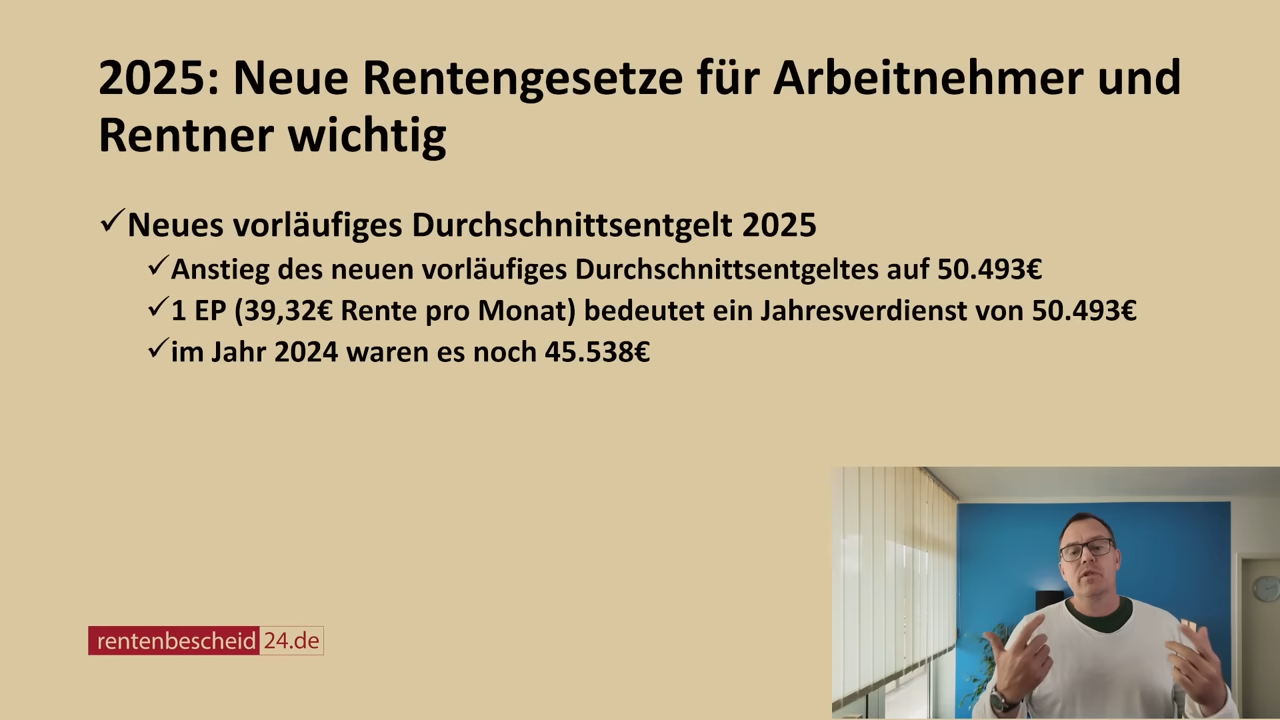 2025: Neue Rentengesetze für Arbeitnehmer und
Rentner wichtig
✓Neues vorläufiges Durchschnittsentgelt 2025
✓Anstieg des neuen vorläufiges Durchschnittsentgeltes auf 50.493€
✓1 EP (39,32€ Rente pro Monat) bedeutet ein Jahresverdienst von 50.493€
✓im Jahr 2024 waren es noch 45.538€
rentenbescheid 24.de